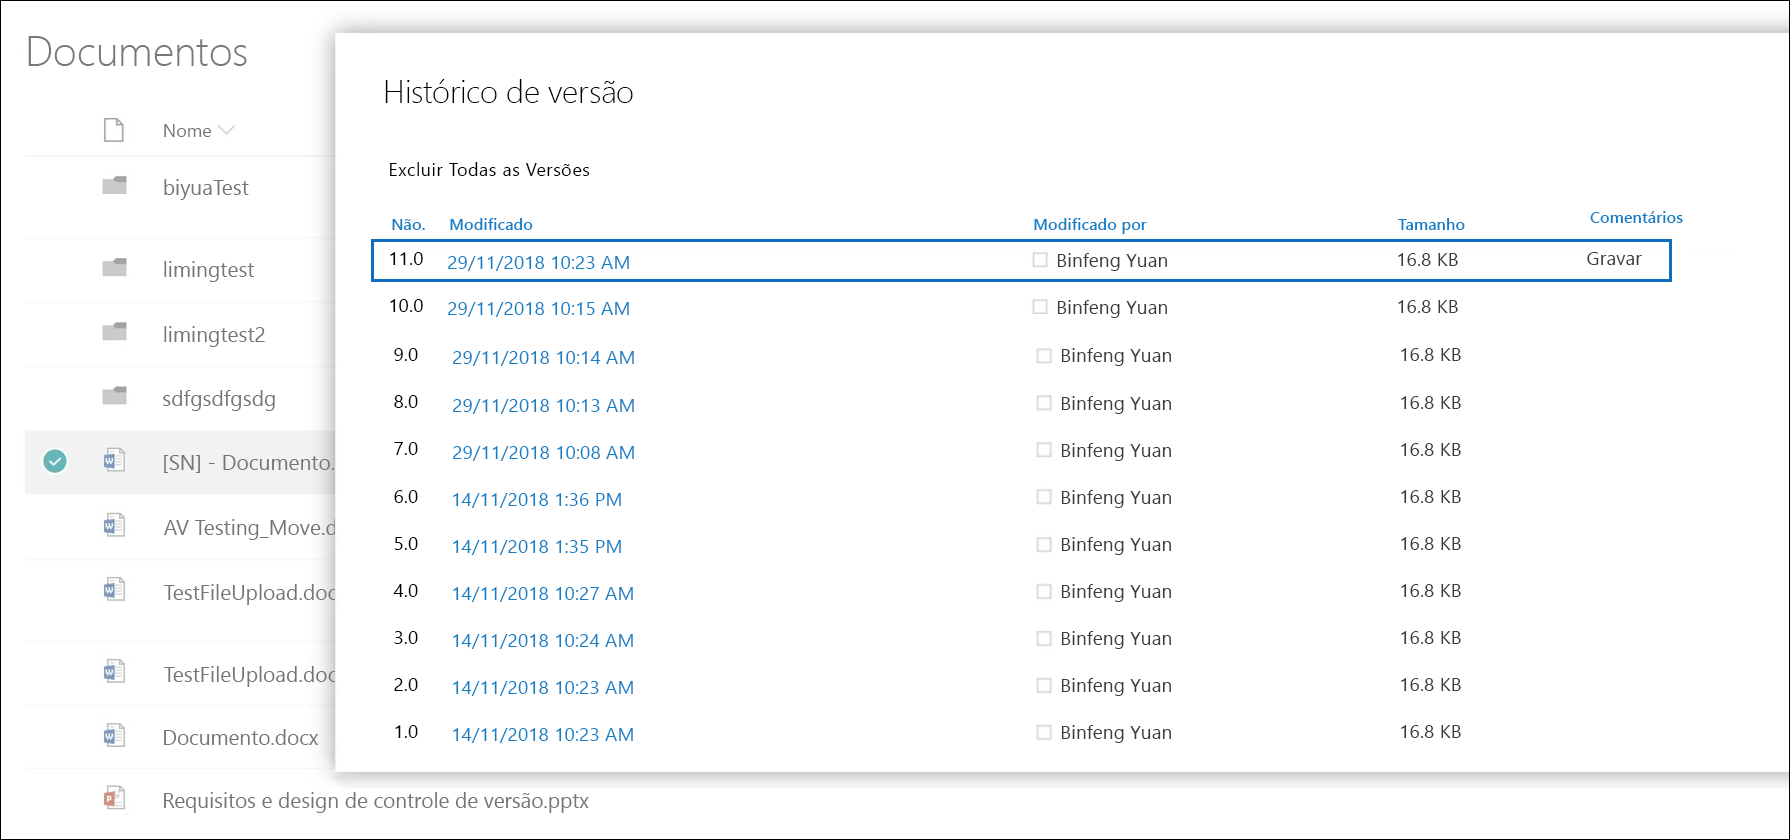 Documentos
Nome
biyuaTest
limingtest
limingtest2
sdfgsdfgsdg
[SN] - Documento.
AV Testing_Move.d
TestFileUpload.doc
TestFileUpload.doc
Documento.docx
Requisitos e design de controle de versão.pptx
Histórico de versão
Excluir Todas as Versões
Não. Modificado Modificado por Tamanho Comentários
11.0 29/11/2018 10:23 AM Binfeng Yuan 16.8 KB Gravar
10.0 29/11/2018 10:15 AM Binfeng Yuan 16.8 KB
9.0 29/11/2018 10:14 AM Binfeng Yuan 16.8 KB
8.0 29/11/2018 10:13 AM Binfeng Yuan 16.8 KB
7.0 29/11/2018 10:08 AM Binfeng Yuan 16.8 KB
6.0 14/11/2018 1:36 PM Binfeng Yuan 16.8 KB
5.0 14/11/2018 1:35 PM Binfeng Yuan 16.8 KB
4.0 14/11/2018 10:27 AM Binfeng Yuan 16.8 KB
3.0 14/11/2018 10:24 AM Binfeng Yuan 16.8 KB
2.0 14/11/2018 10:23 AM Binfeng Yuan 16.8 KB
1.0 14/11/2018 10:23 AM Binfeng Yuan 16.8 KB